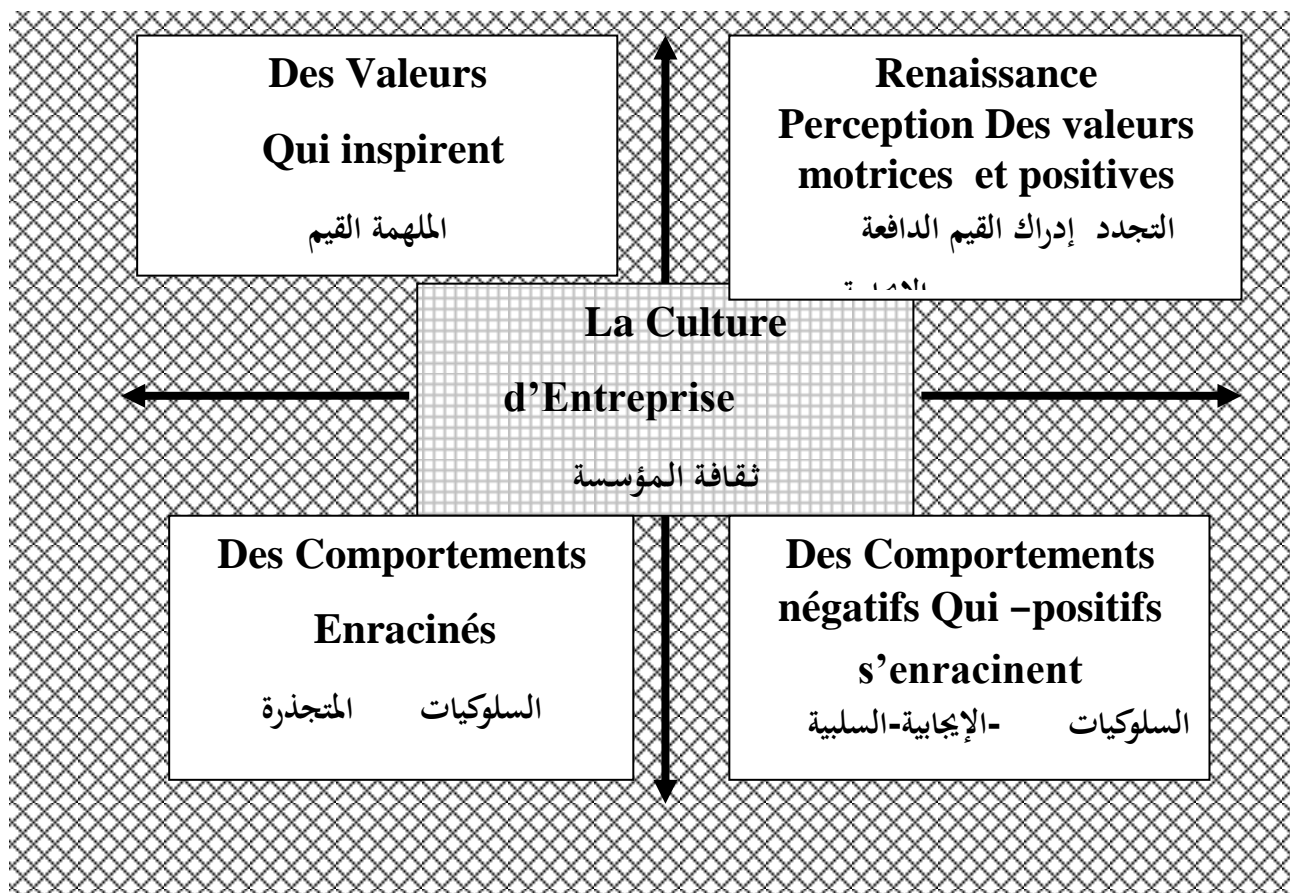 Des Valeurs
Qui inspirent
الملهمة القيم
Renaissance
Perception Des valeurs
motrices et positives
التجدد إدراك القيم الدافعة
La Culture
d’Entreprise
ثقافة المؤسسة
Des Comportements
Enracinés
السلوكيات المتجذرة
Des Comportements
négatifs Qui –positifs
s’enracinent
السلوكيات -الإيجابية-السلبية